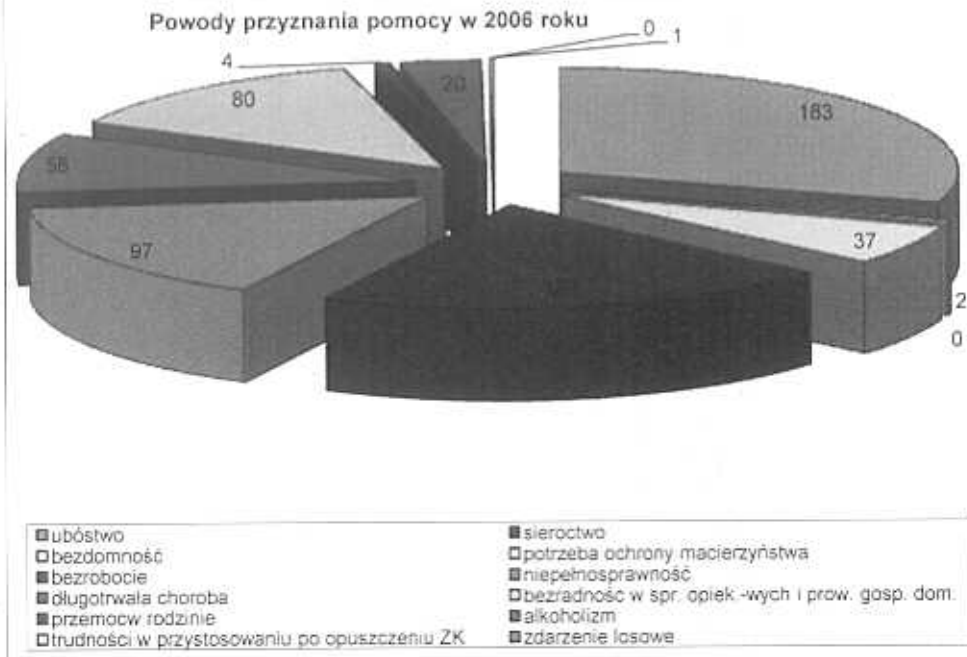 Powody przyznania pomocy w 2006 roku
0
1
4
20
80
183
58
97
37
2
0
ubóstwo
sieroctwo
bezdomność
potrzeba ochrony macierzyństwa
bezrobocie
niepełnosprawność
długotrwała choroba
bezradność w spr. opiek.-wych i prow. gosp. dom.
przemocw rodzinie
alkoholizm
trudności w przystosowaniu po opuszczeniu ZK
zdarzenie losowe